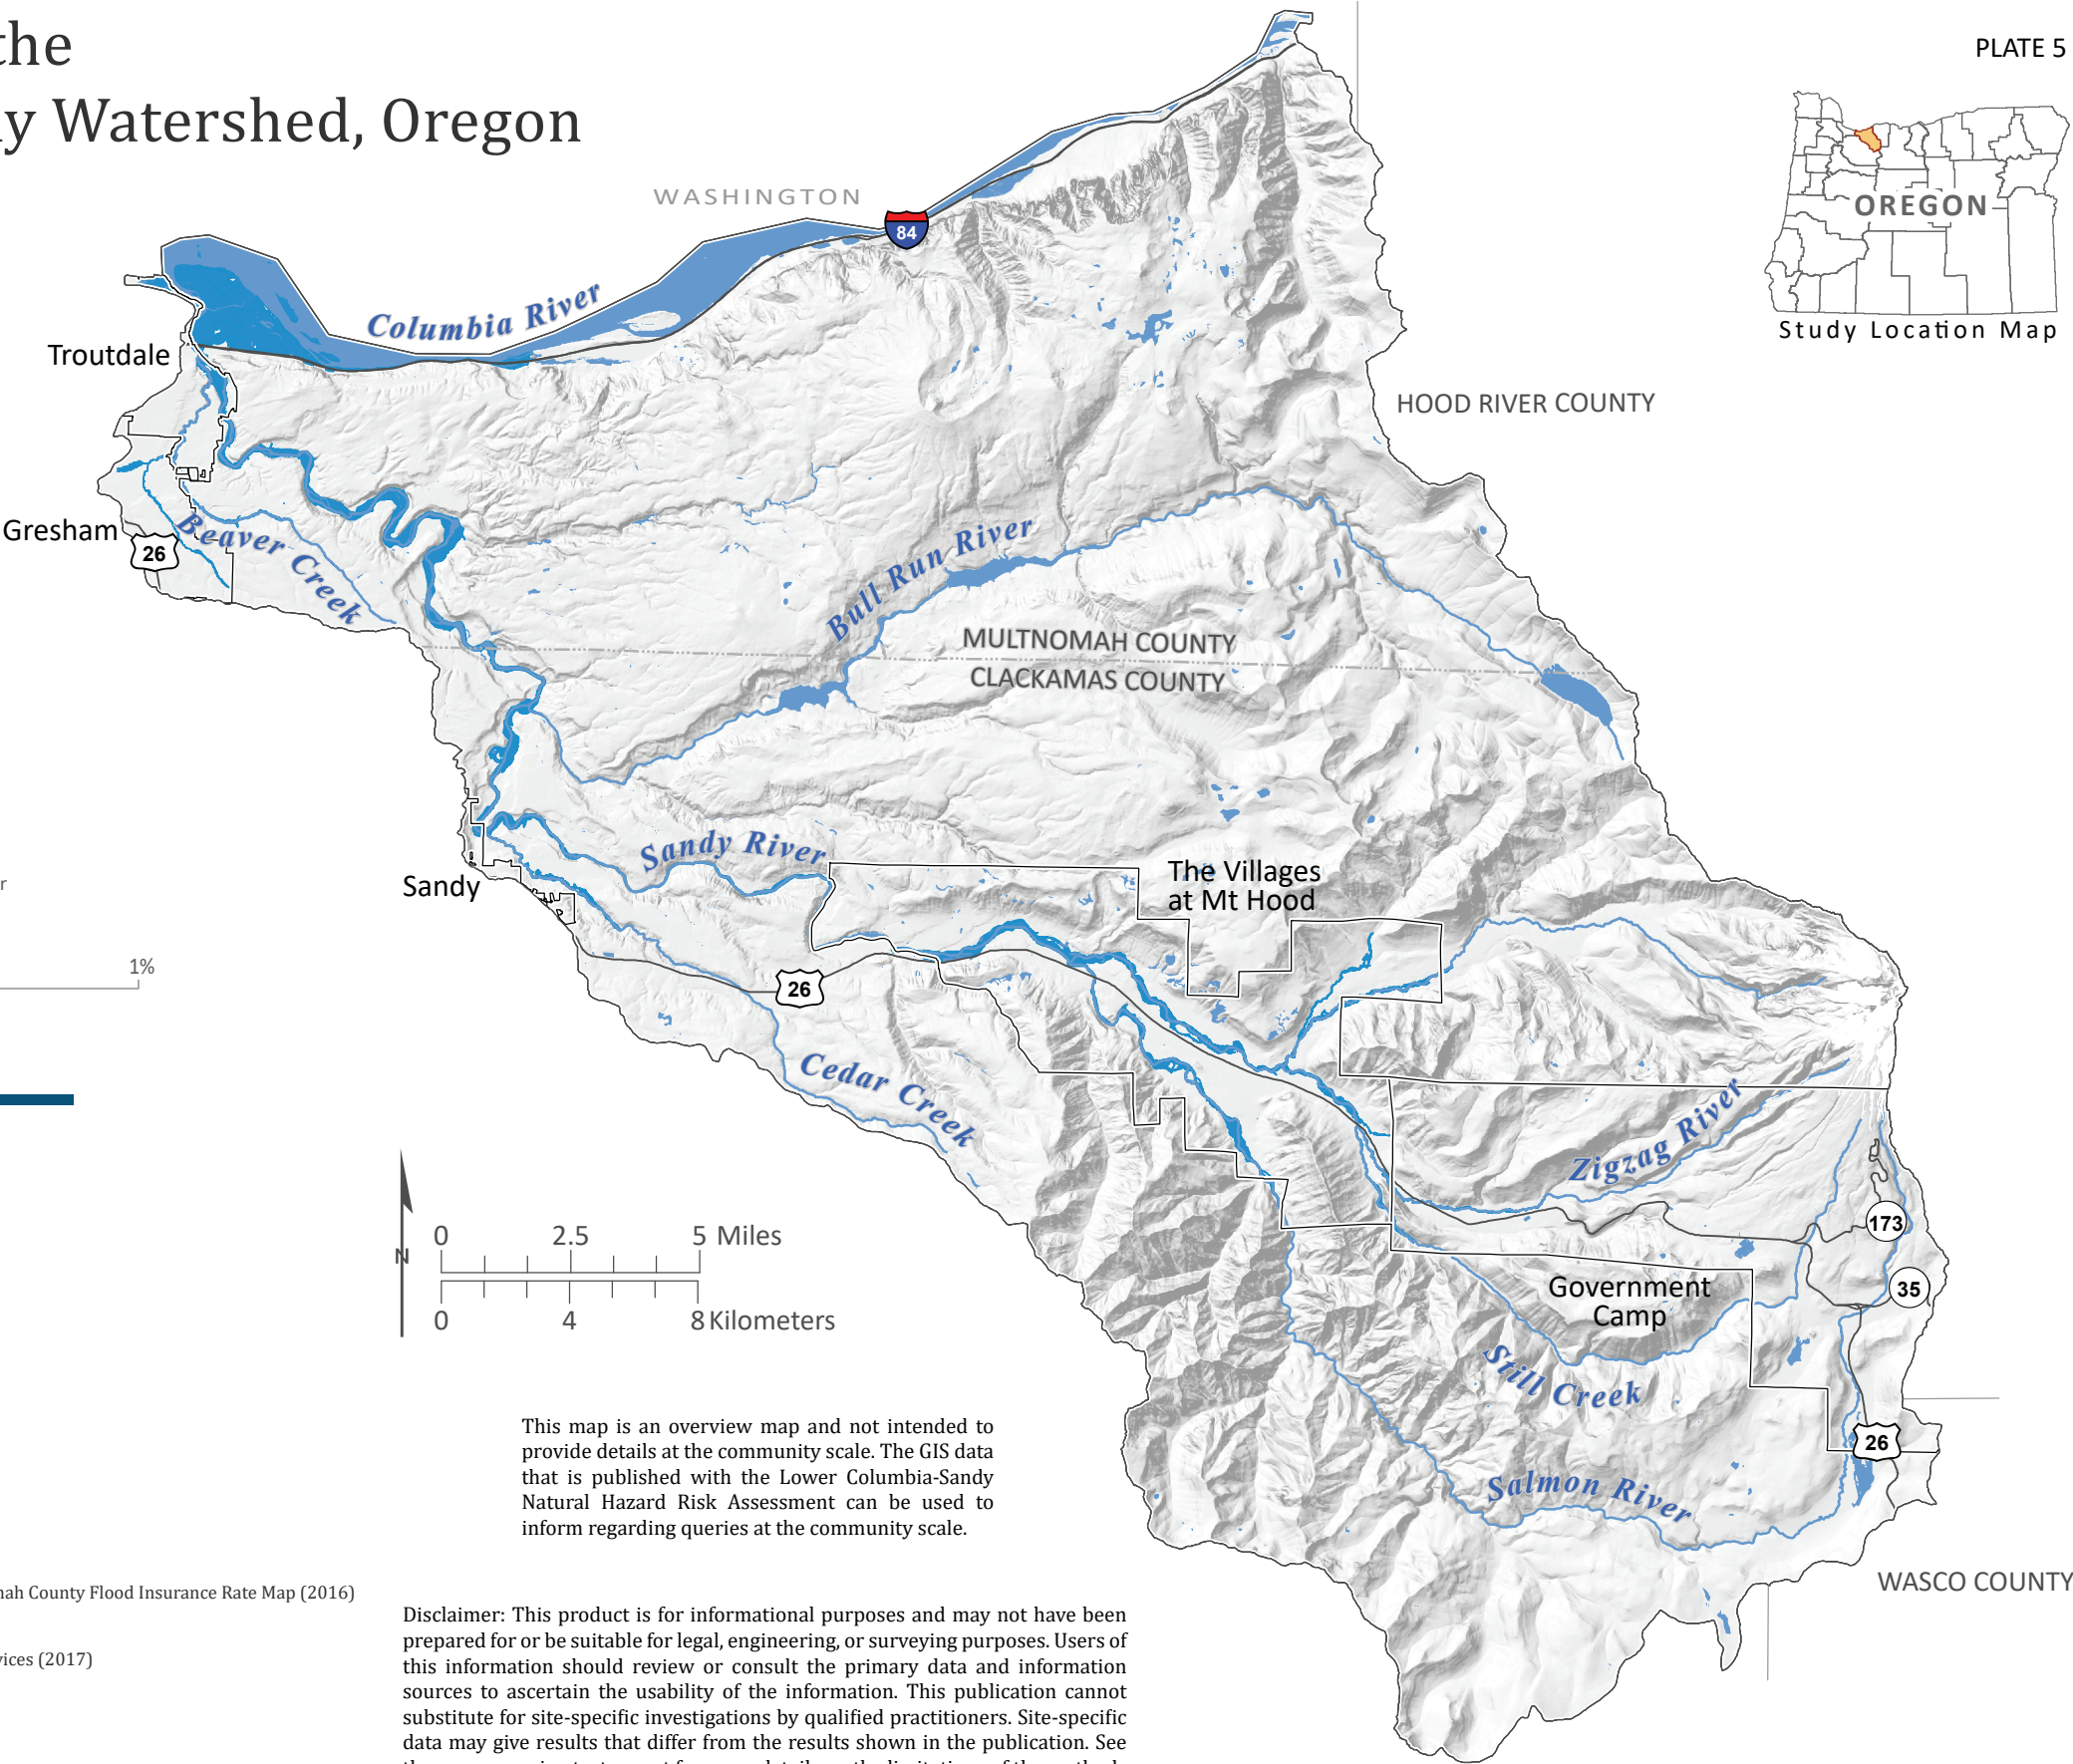 the
y Watershed, Oregon
PLATE 5
OREGON
Study Location Map
WASHINGTON
84
Columbia River
Troutdale
HOOD RIVER COUNTY
Gresham
26
Beaver Creek
Bull Run River
MULTNOMAH COUNTY
CLACKAMAS COUNTY
Sandy River
The Villages
at Mt Hood
r
Sandy
1%
26
Cedar Creek
Zigzag River
173
0 2.5 5 Miles
N
0 4 8 Kilometers
35
Government
Camp
Still Creek
26
Salmon River
This map is an overview map and not intended to
provide details at the community scale. The GIS data
that is published with the Lower Columbia-Sandy
Natural Hazard Risk Assessment can be used to
inform regarding queries at the community scale.
WASCO COUNTY
nah County Flood Insurance Rate Map (2016)
vices (2017)
Disclaimer: This product is for informational purposes and may not have been
prepared for or be suitable for legal, engineering, or surveying purposes. Users of
this information should review or consult the primary data and information
sources to ascertain the usability of the information. This publication cannot
substitute for site-specific investigations by qualified practitioners. Site-specific
data may give results that differ from the results shown in the publication. See